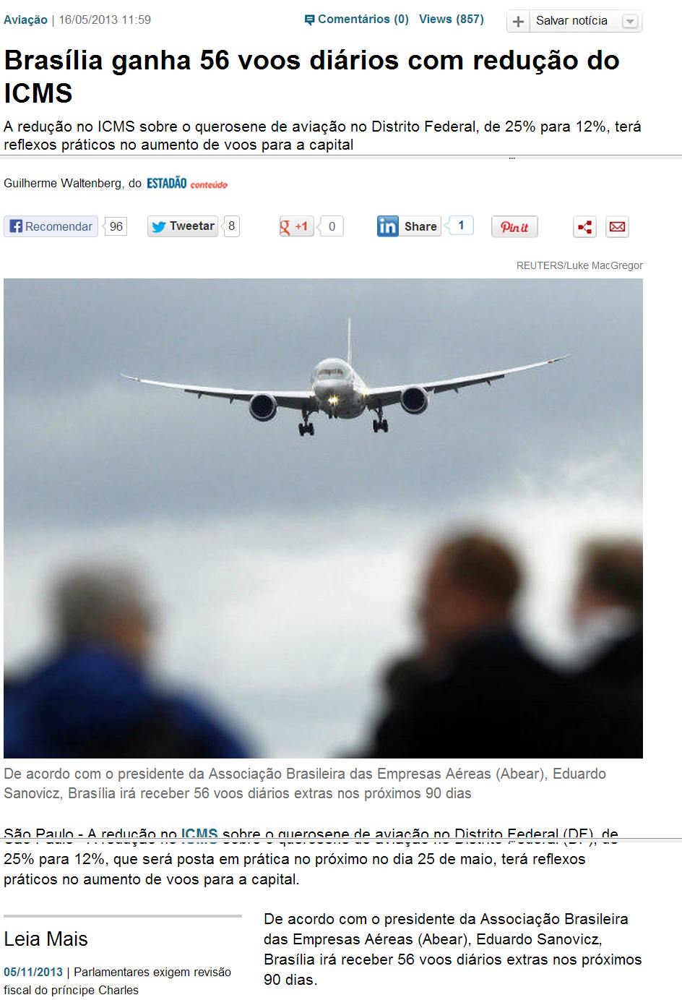 Aviação | 16/05/2013 11:59
Comentários (0) Views (857)
Salvar notícia
Brasília ganha 56 voos diários com redução do
ICMS
A redução no ICMS sobre o querosene de aviação no Distrito Federal, de 25% para 12%, terá
reflexos práticos no aumento de voos para a capital
...
Guilherme Waltenberg, do ESTADÃO conteúdo
Recomendar 96
Tweetar 8
+1 0
in Share 1
Pin it
REUTERS/Luke MacGregor
De acordo com o presidente da Associação Brasileira das Empresas Aéreas (Abear), Eduardo
Sanovicz, Brasília irá receber 56 voos diários extras nos próximos 90 dias
São Paulo - A redução no ICMS sobre o querosene de aviação no Distrito Federal (DF), de
25% para 12%, que será posta em prática no próximo no dia 25 de maio, terá reflexos
práticos no aumento de voos para a capital.
Leia Mais
05/11/2013 | Parlamentares exigem revisão
fiscal do príncipe Charles
De acordo com o presidente da Associação Brasileira
das Empresas Aéreas (Abear), Eduardo Sanovicz,
Brasília irá receber 56 voos diários extras nos próximos
90 dias.